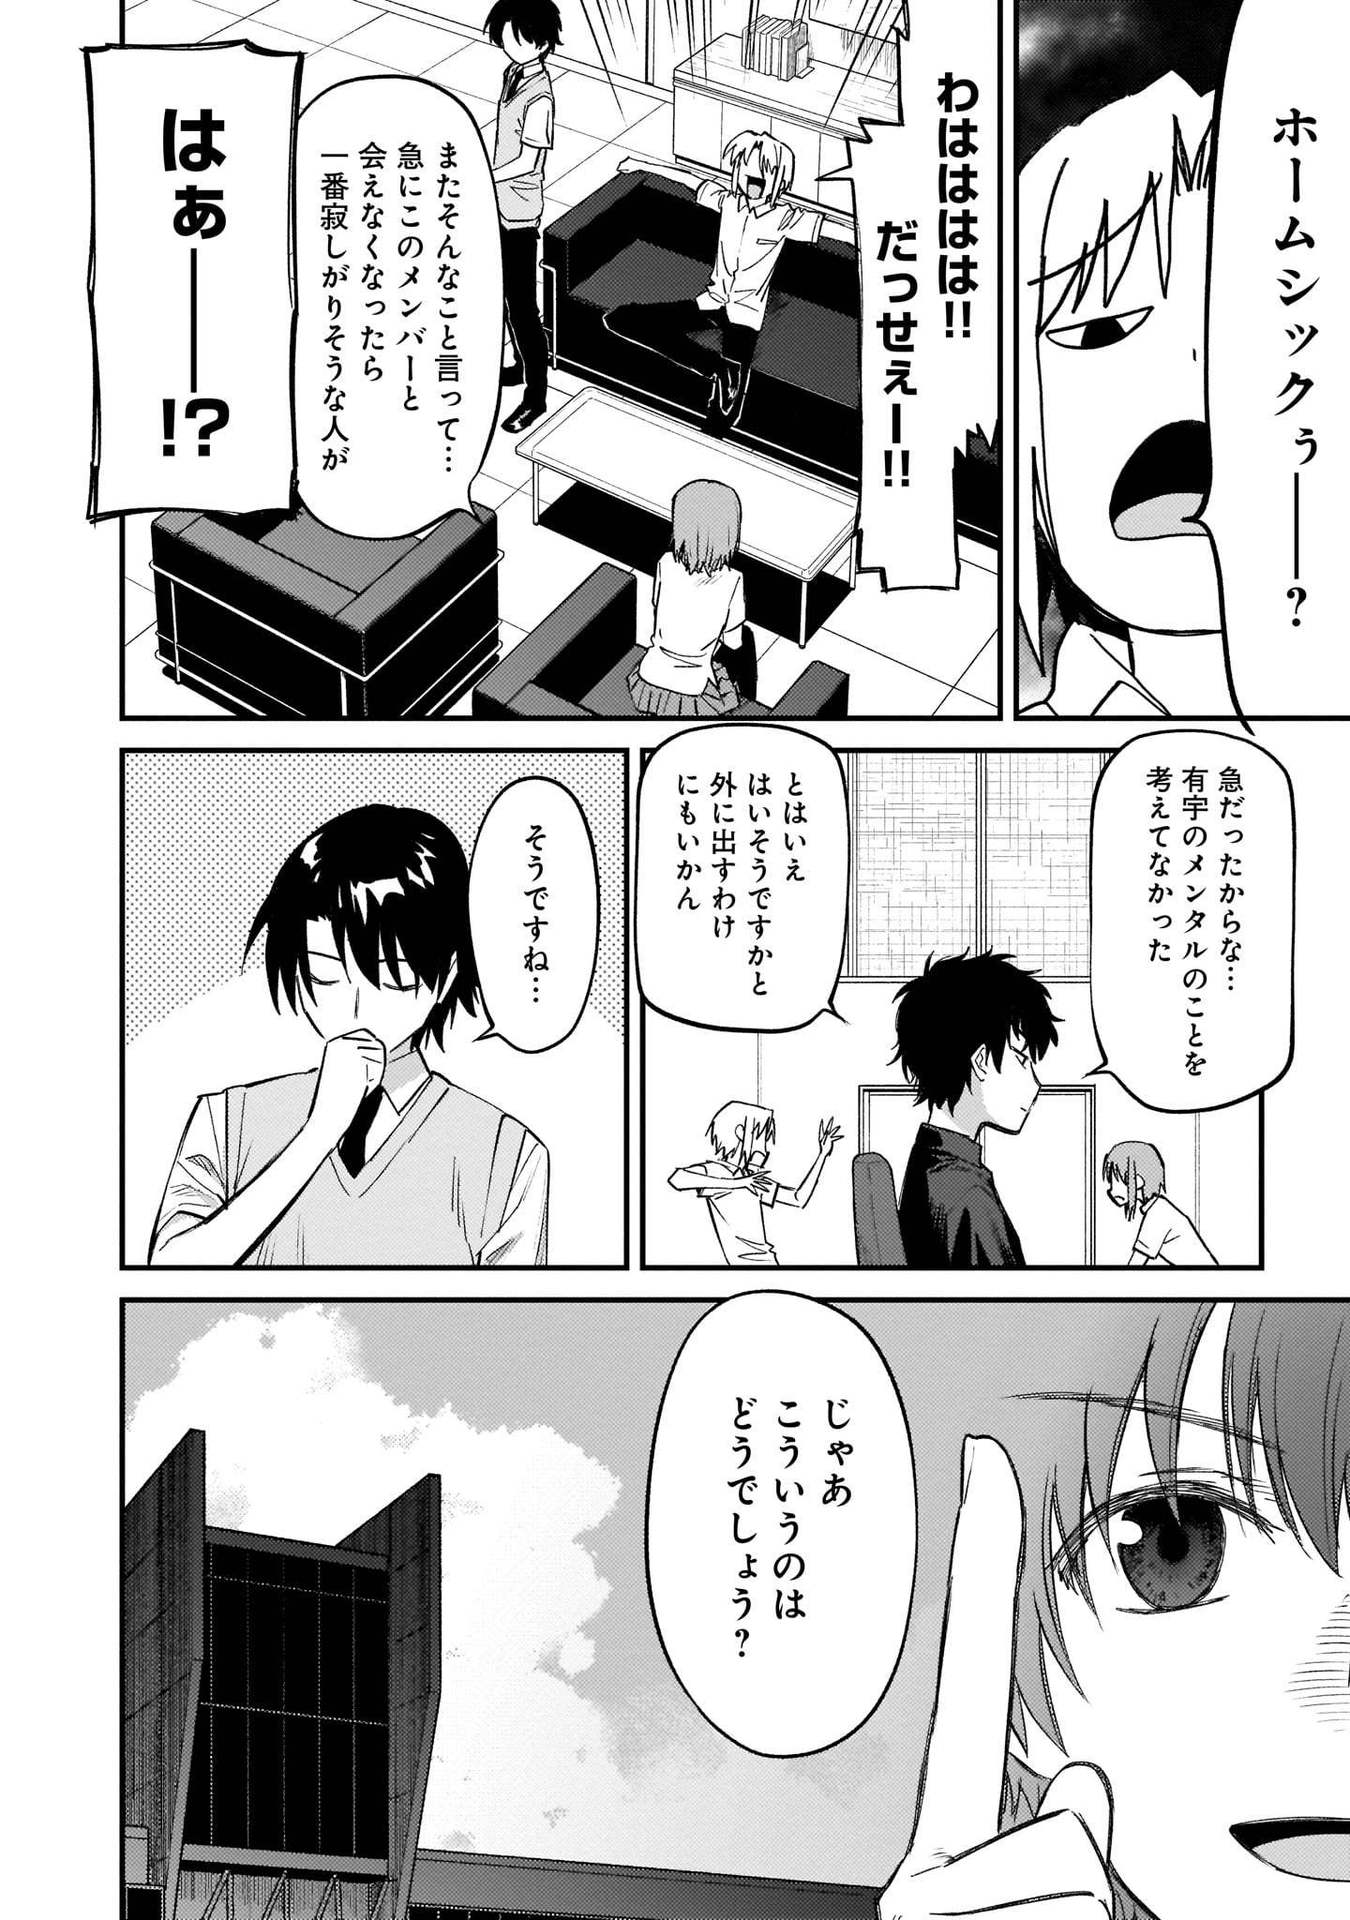 ホームシックぅ——?
わはははは!!
だっせぇー!!
またそんなこと言って…
急にこのメンバーと
会えなくなったら
一番寂しがりそうな人が
はぁ——!?
急だったからな…
有宇のメンタルのことを
考えてなかった
とはいえ
はいそうですかと
外に出すわけ
にもいかん
そうですね…
じゃあ
こういうのは
どうでしょう?